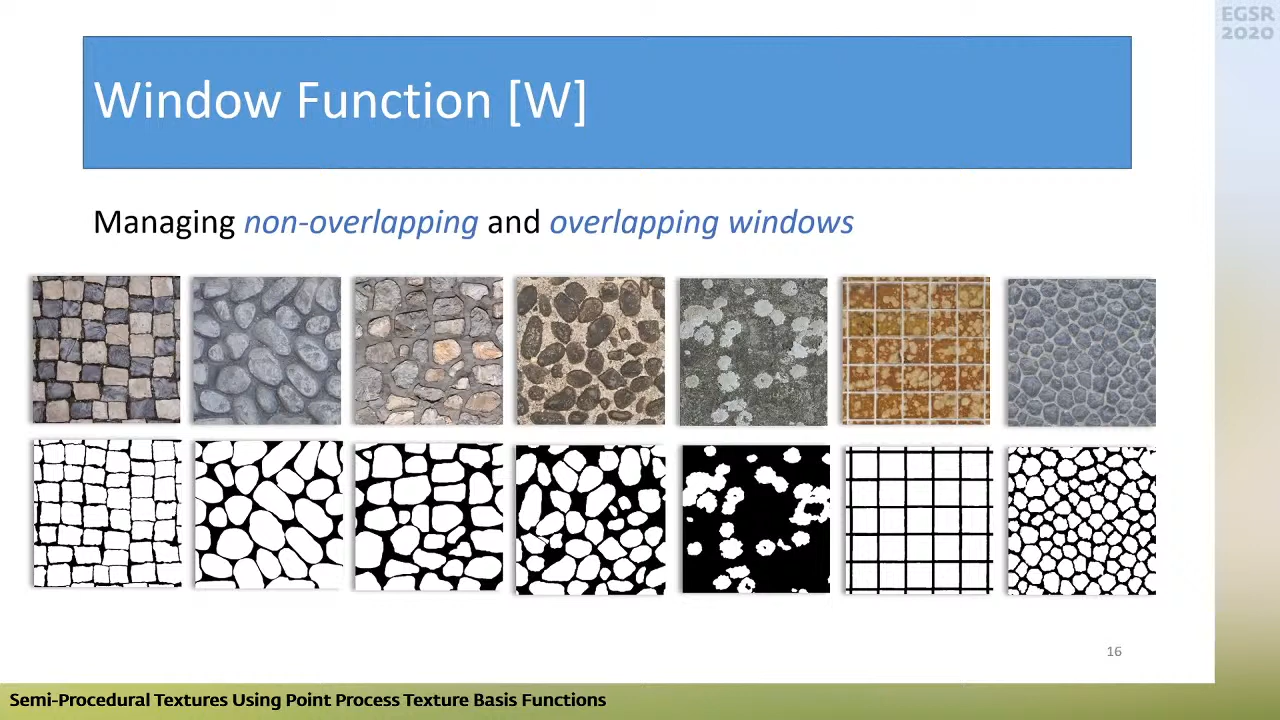 EGSR
2020
Window Function [W]
Managing non-overlapping and overlapping windows
16
Semi-Procedural Textures Using Point Process Texture Basis Functions